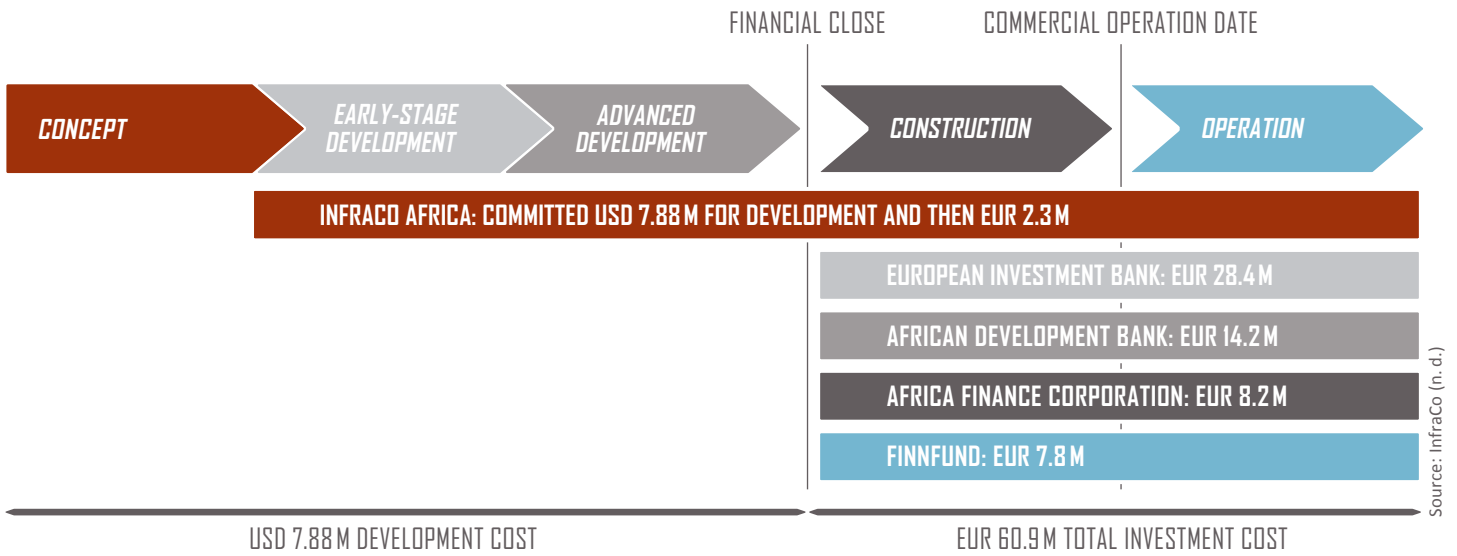 FINANCIAL CLOSE
COMMERCIAL OPERATION DATE
CONCEPT
EARLY-STAGE
DEVELOPMENT
ADVANCED
DEVELOPMENT
CONSTRUCTION
OPERATION
INFRACO AFRICA: COMMITTED USD 7.88 M FOR DEVELOPMENT AND THEN EUR 2.3 M
EUROPEAN INVESTMENT BANK: EUR 28.4 M
AFRICAN DEVELOPMENT BANK: EUR 14.2 M
AFRICA FINANCE CORPORATION: EUR 8.2 M
FINNFUND: EUR 7.8 M
Source: InfraCo (n. d.)
USD 7.88 M DEVELOPMENT COST
EUR 60.9 M TOTAL INVESTMENT COST